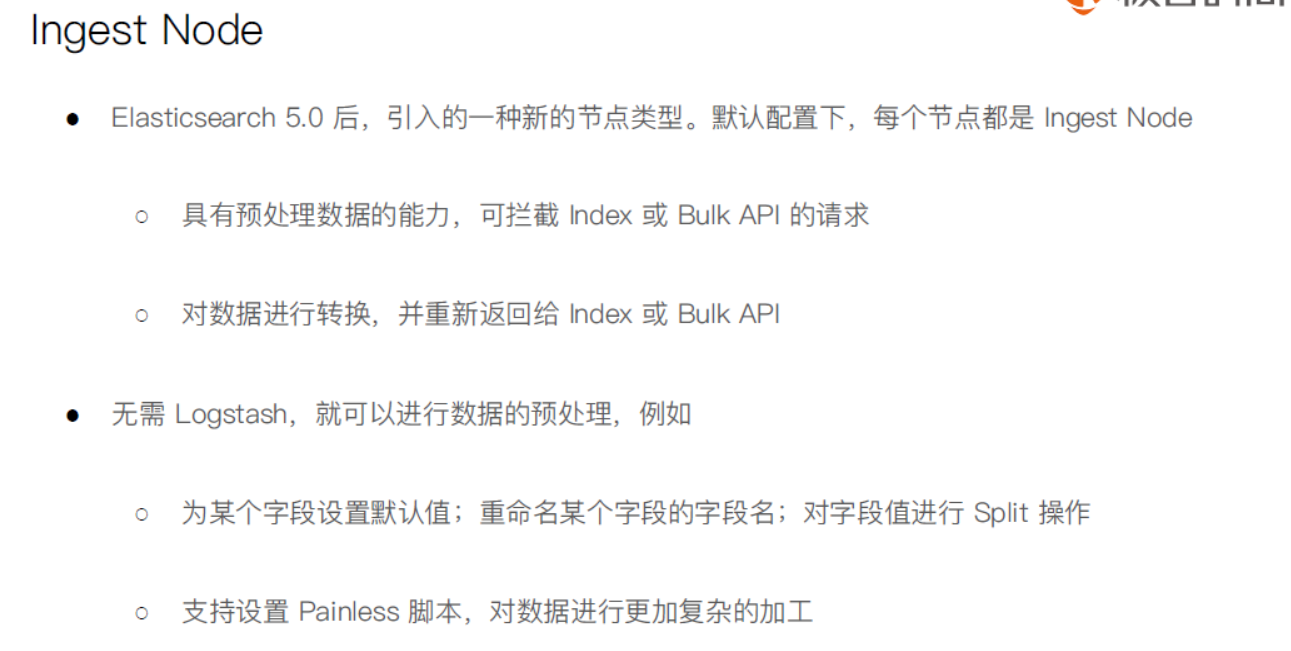 Ingest Node
● Elasticsearch 5.0 后，引入的一种新的节点类型。默认配置下，每个节点都是 Ingest Node
○ 具有预处理数据的能力，可拦截 Index 或 Bulk API 的请求
○ 对数据进行转换，并重新返回给 Index 或 Bulk API
● 无需 Logstash，就可以进行数据的预处理，例如
○ 为某个字段设置默认值；重命名某个字段的字段名；对字段值进行 Split 操作
○ 支持设置 Painless 脚本，对数据进行更加复杂的加工